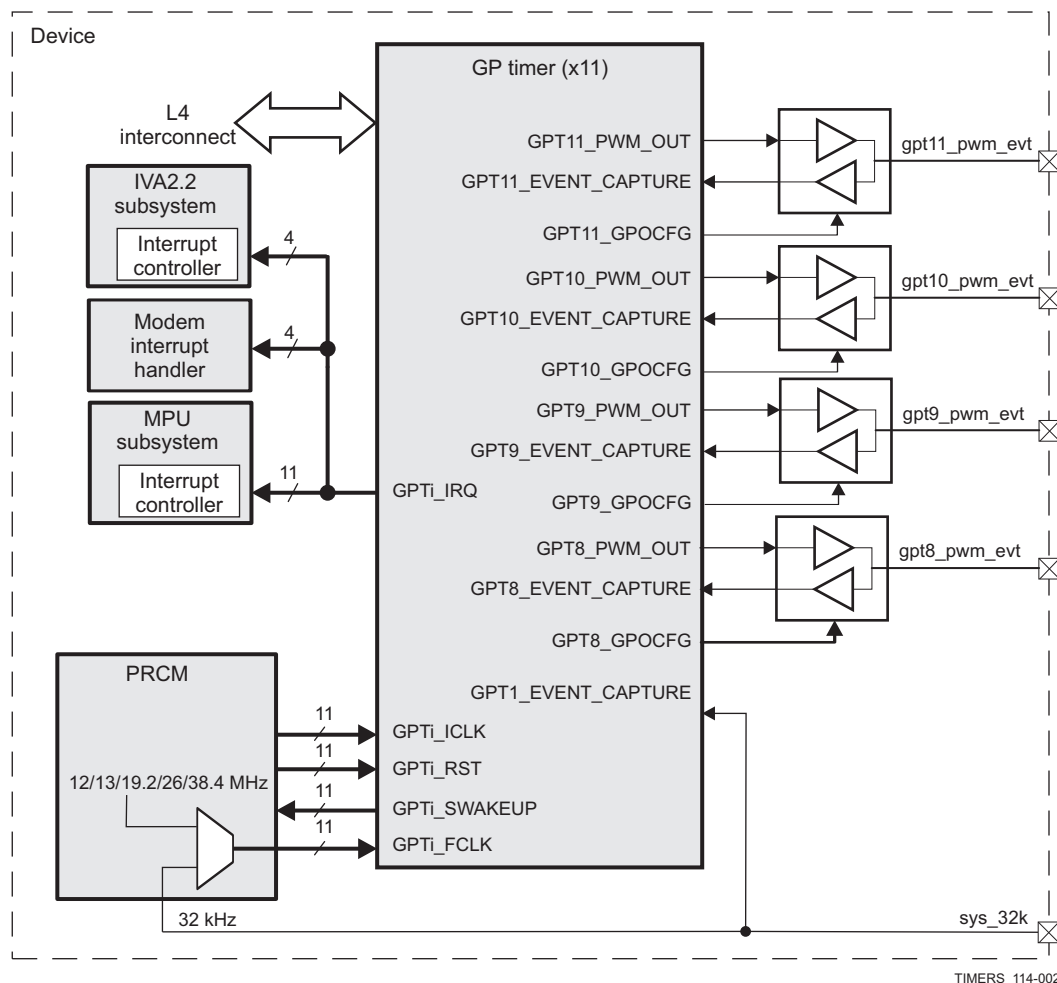 Device
GP timer (x11)
L4
interconnect
IVA2.2
subsystem
Interrupt
controller
4
Modem
interrupt
handler
4
MPU
subsystem
Interrupt
controller
11
GPTi_IRQ
GPT11_PWM_OUT
GPT11_EVENT_CAPTURE
GPT11_GPOCFG
gpt11_pwm_evt
GPT10_PWM_OUT
GPT10_EVENT_CAPTURE
GPT10_GPOCFG
gpt10_pwm_evt
GPT9_PWM_OUT
GPT9_EVENT_CAPTURE
GPT9_GPOCFG
gpt9_pwm_evt
GPT8_PWM_OUT
GPT8_EVENT_CAPTURE
GPT8_GPOCFG
gpt8_pwm_evt
GPT1_EVENT_CAPTURE
PRCM
12/13/19.2/26/38.4 MHz
11
GPTi_ICLK
11
GPTi_RST
11
GPTi_SWAKEUP
11
GPTi_FCLK
32 kHz
sys_32k
TIMERS_114-002